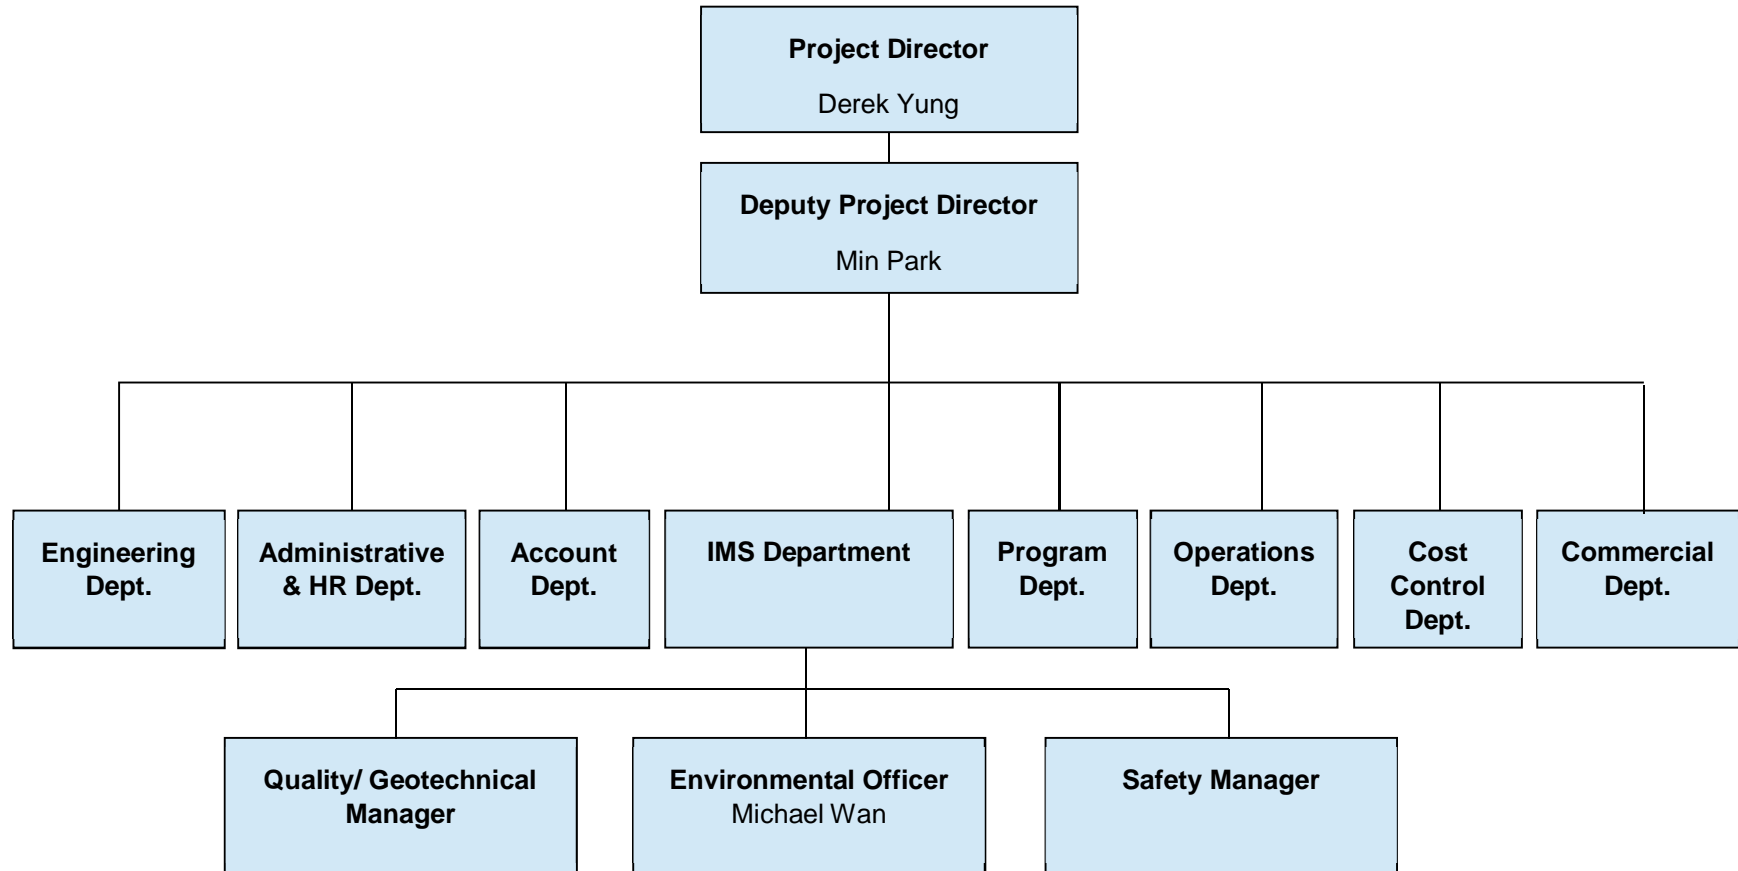 Project Director
Derek Yung
Deputy Project Director
Min Park
Engineering
Dept.
Administrative
& HR Dept.
Account
Dept.
IMS Department
Program
Dept.
Operations
Dept.
Cost
Control
Dept.
Commercial
Dept.
Quality/ Geotechnical
Manager
Environmental Officer
Michael Wan
Safety Manager